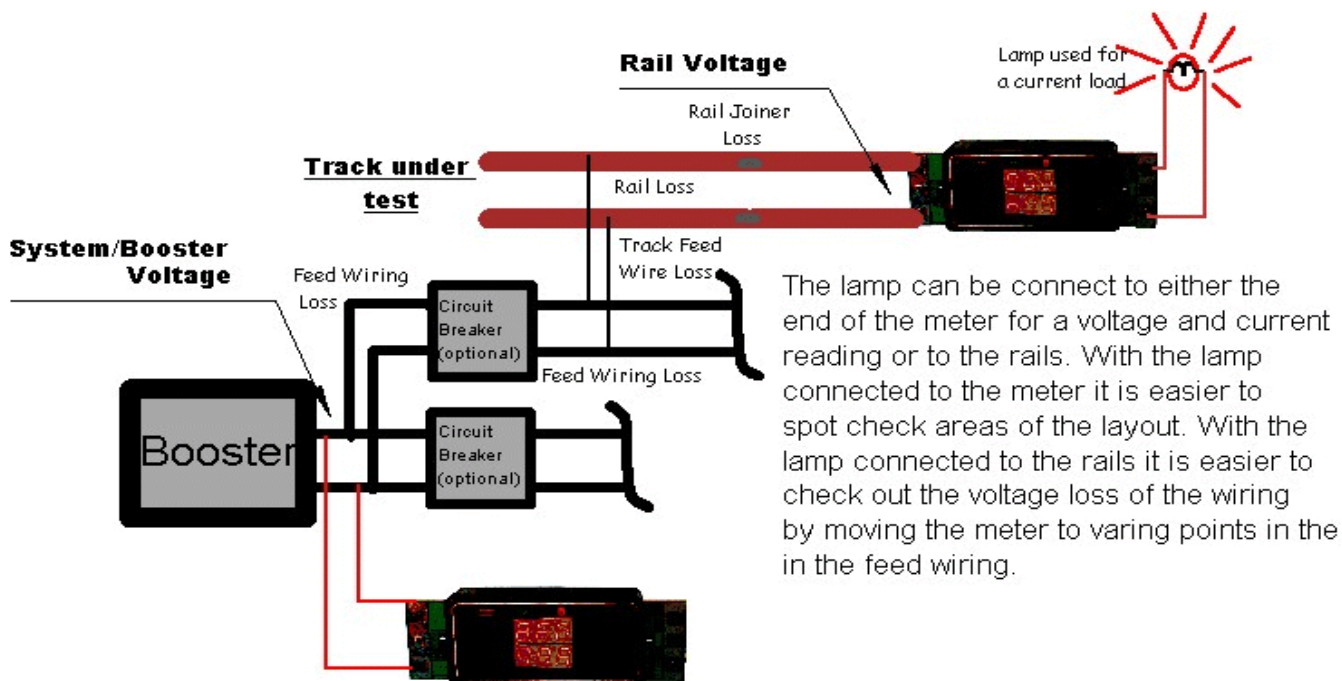 Lamp used for
a current load
Rail Voltage
Rail Joiner
Loss
Track under
test
Rail Loss
Track Feed
Wire Loss
System/Booster
Voltage
Feed Wiring
Loss
Circuit
Breaker
(optional)
Feed Wiring Loss
Booster
Circuit
Breaker
(optional)
The lamp can be connect to either the
end of the meter for a voltage and current
reading or to the rails. With the lamp
connected to the meter it is easier to
spot check areas of the layout. With the
lamp connected to the rails it is easier to
check out the voltage loss of the wiring
by moving the meter to varing points in the
in the feed wiring.